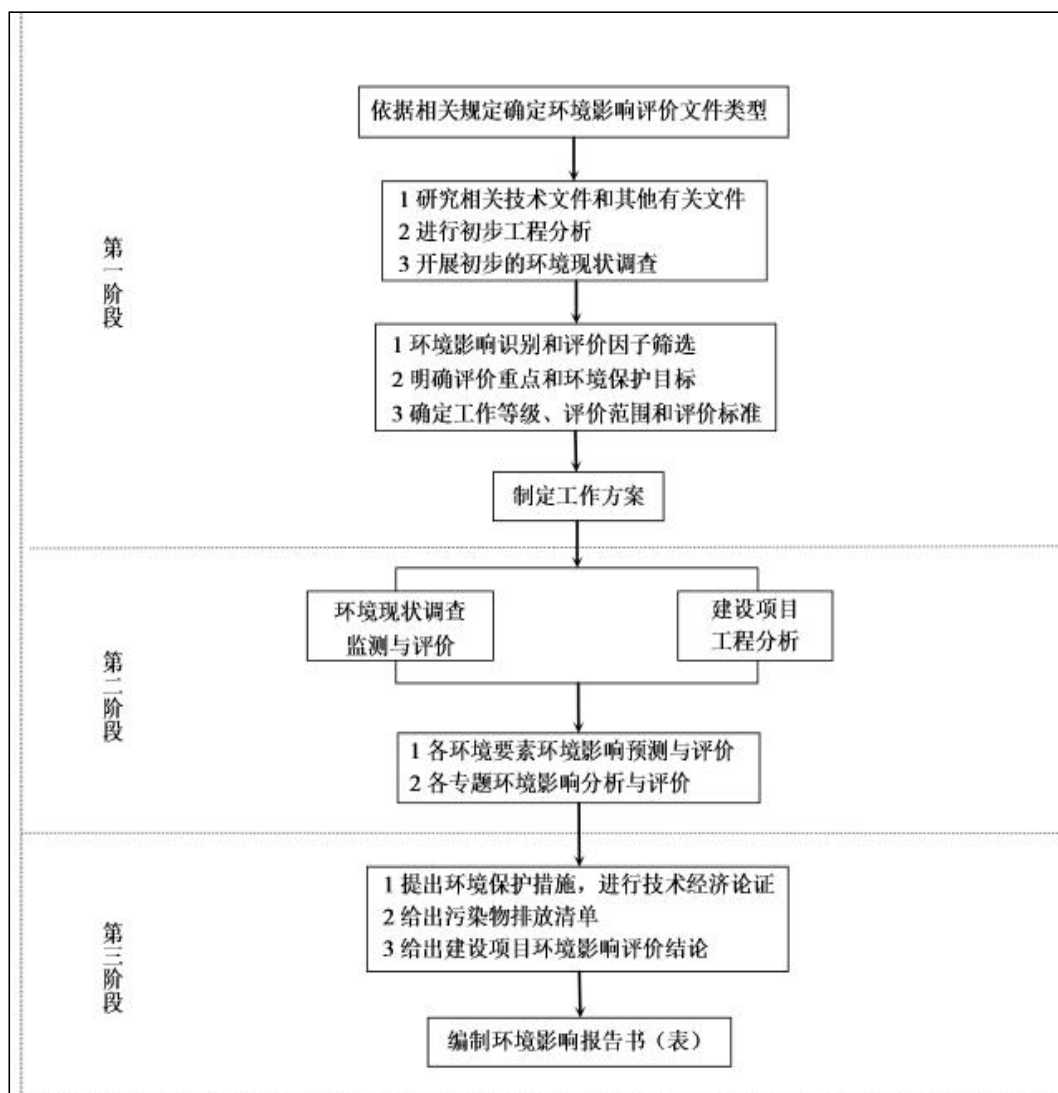 依据相关规定确定环境影响评价文件类型
1 研究相关技术文件和其他有关文件
2 进行初步工程分析
3 开展初步的环境现状调查
第一阶段
1 环境影响识别和评价因子筛选
2 明确评价重点和环境保护目标
3 确定工作等级、评价范围和评价标准
制定工作方案
环境现状调查
监测与评价
建设项目
工程分析
第二阶段
1 各环境要素环境影响预测与评价
2 各专题环境影响分析与评价
1 提出环境保护措施，进行技术经济论证
2 给出污染物排放清单
3 给出建设项目环境影响评价结论
第三阶段
编制环境影响报告书（表）